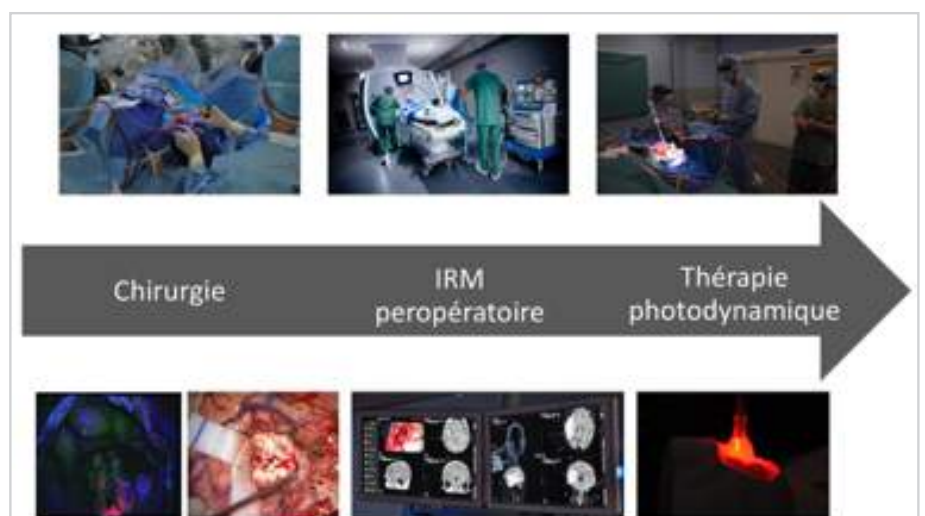 Chirurgie
IRM
peropératoire
Thérapie
photodynamique